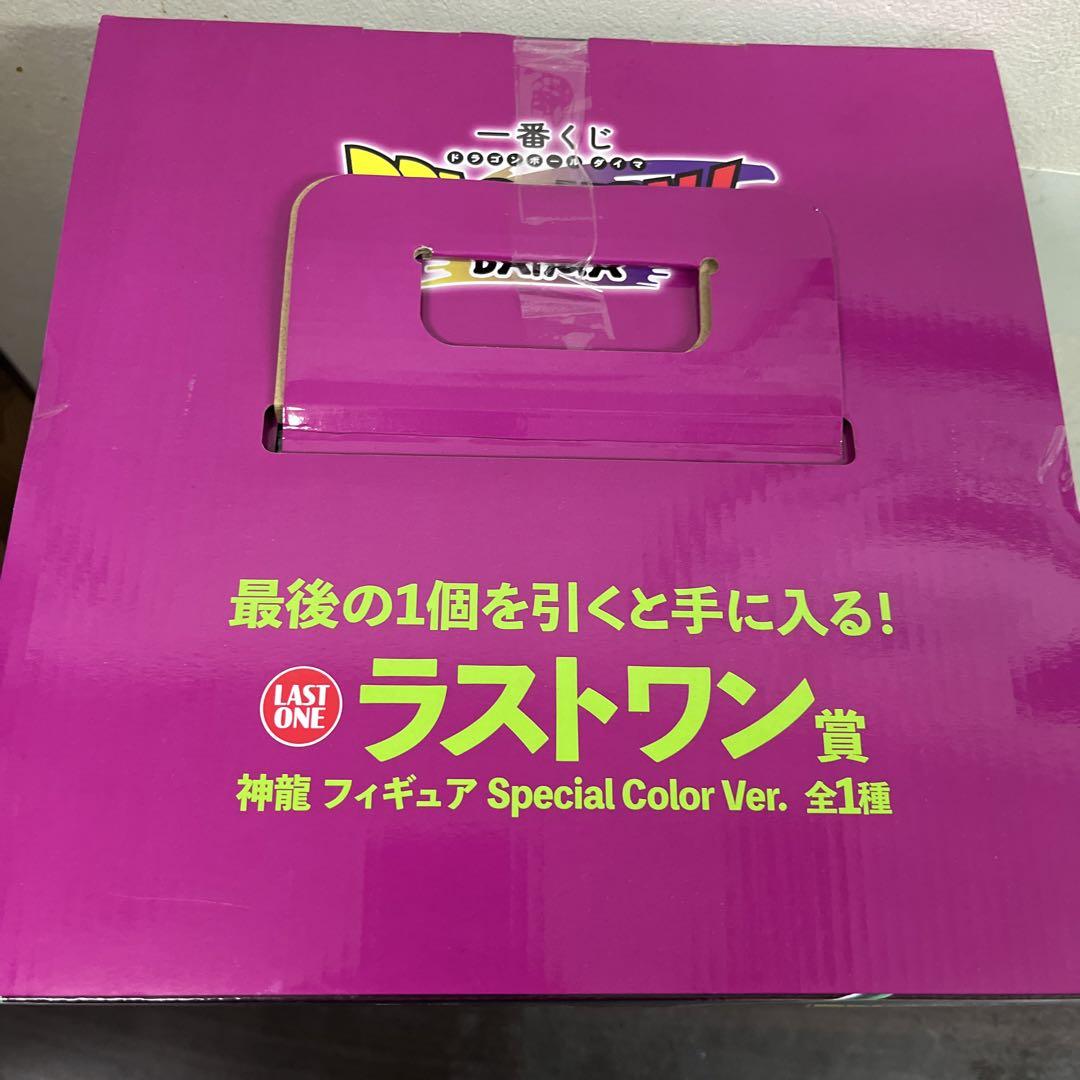 一番くじ
ドラゴンボールダイマ
DAIMA
最後の1個を引くと手に入る!
LAST ONE
ラストワン賞
神龍 フィギュア Special Color Ver. 全1種